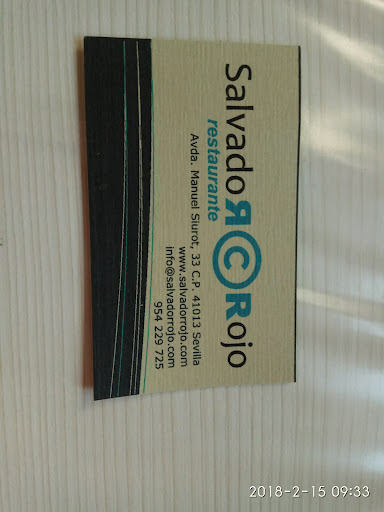 SalvadoR©Rojo
restaurante
Avda. Manuel Siurot, 33 C.P. 41013 Sevilla
www.salvadorrojo.com
info@salvadorrojo.com
954 229 725
2018-2-15 09:33